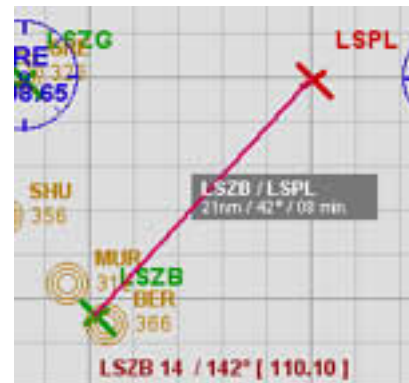 LSZG
LSPL
GRE
RE
LSZB / LSPL
21nm / 42° / 08 min.
SHU
356
MUR
LSZB
BER
366
LSZB 14 / 142° [ 110.10 ]